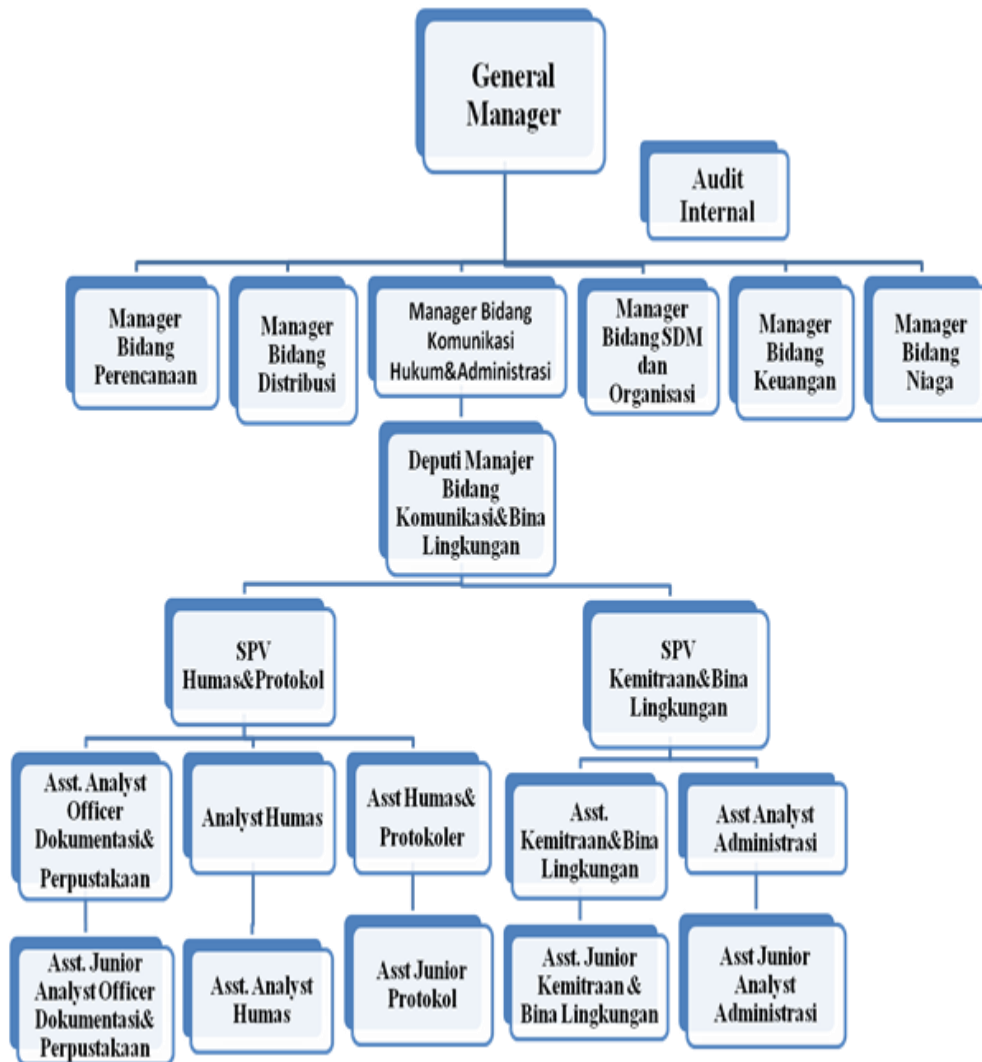 General
Manager
Audit
Internal
Manager
Bidang
Perencanaan
Manager
Bidang
Distribusi
Manager Bidang
Komunikasi
Hukum&Administrasi
Manager
Bidang SDM
dan
Organisasi
Manager
Bidang
Keuangan
Manager
Bidang
Niaga
Deputi Manajer
Bidang
Komunikasi&Bina
Lingkungan
SPV
Humas&Protokol
SPV
Kemitraan&Bina
Lingkungan
Asst. Analyst
Officer
Dokumentasi&
Perpustakaan
Analyst Humas
Asst Humas&
Protokoler
Asst.
Kemitraan&Bina
Lingkungan
Asst Analyst
Administrasi
Asst. Junior
Analyst Officer
Dokumentasi&
Perpustakaan
Asst. Analyst
Humas
Asst Junior
Protokol
Asst. Junior
Kemitraan &
Bina Lingkungan
Asst Junior
Analyst
Administrasi